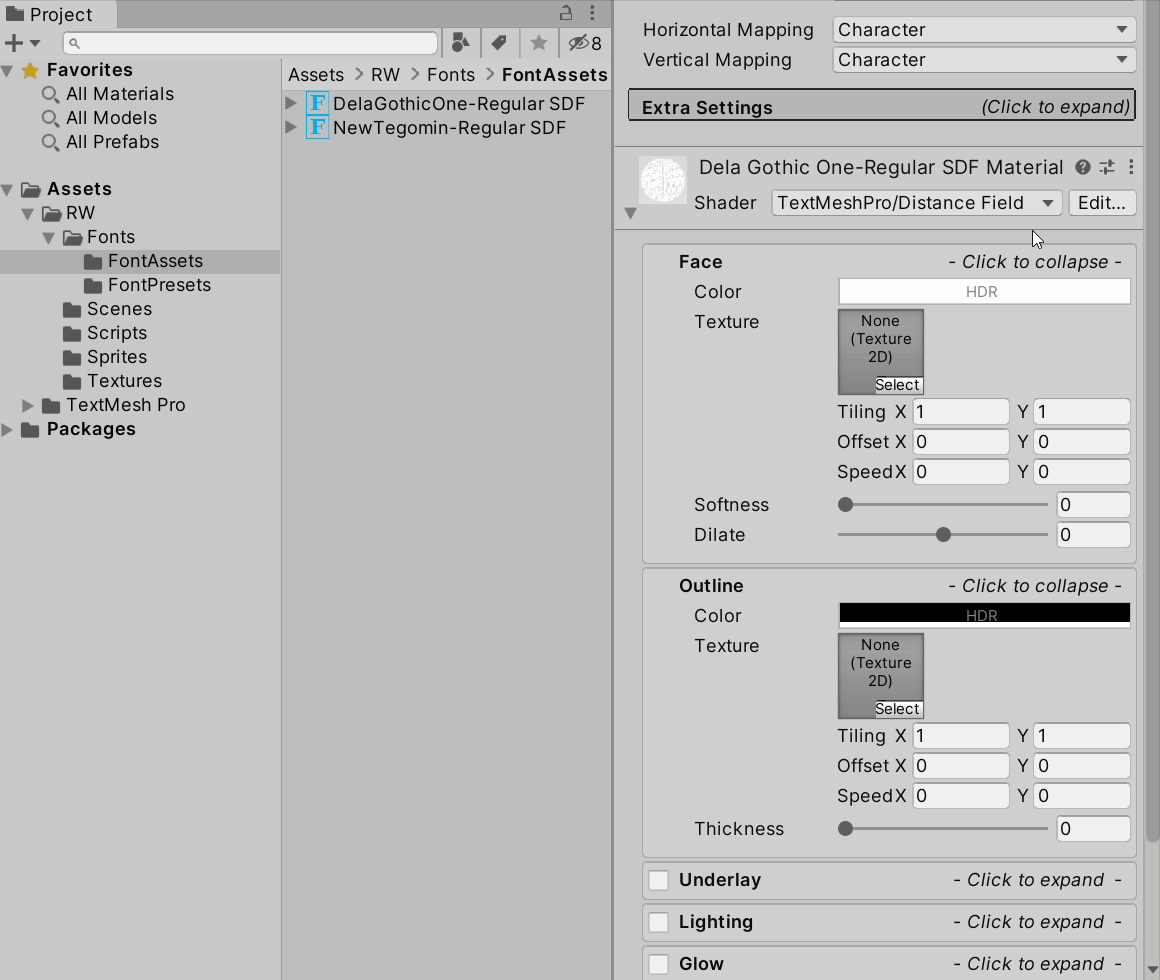 Project
8
Favorites
All Materials
All Models
All Prefabs
Assets
RW
Fonts
FontAssets
FontPresets
Scenes
Scripts
Sprites
Textures
TextMesh Pro
Packages
Assets > RW > Fonts > FontAssets
DelaGothicOne-Regular SDF
NewTegomin-Regular SDF
Horizontal Mapping Character
Vertical Mapping Character
Extra Settings (Click to expand)
Dela Gothic One-Regular SDF Material
Shader TextMeshPro/Distance Field Edit...
Face - Click to collapse -
Color HDR
Texture None
(Texture
2D)
Select
Tiling X 1 Y 1
Offset X 0 Y 0
Speed X 0 Y 0
Softness 0
Dilate 0
Outline - Click to collapse -
Color HDR
Texture None
(Texture
2D)
Select
Tiling X 1 Y 1
Offset X 0 Y 0
Speed X 0 Y 0
Thickness 0
Underlay - Click to expand -
Lighting - Click to expand -
Glow - Click to expand -